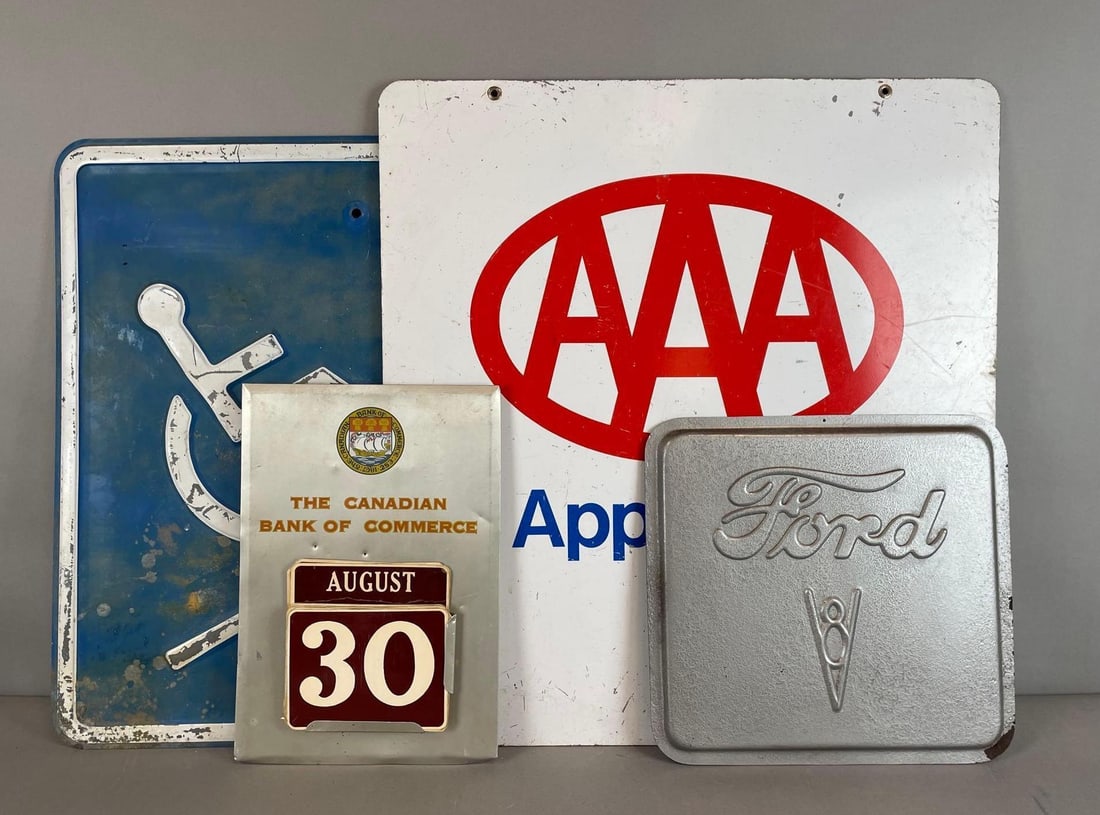 AAA
App
THE CANADIAN
BANK OF COMMERCE
AUGUST
30
Ford
V8